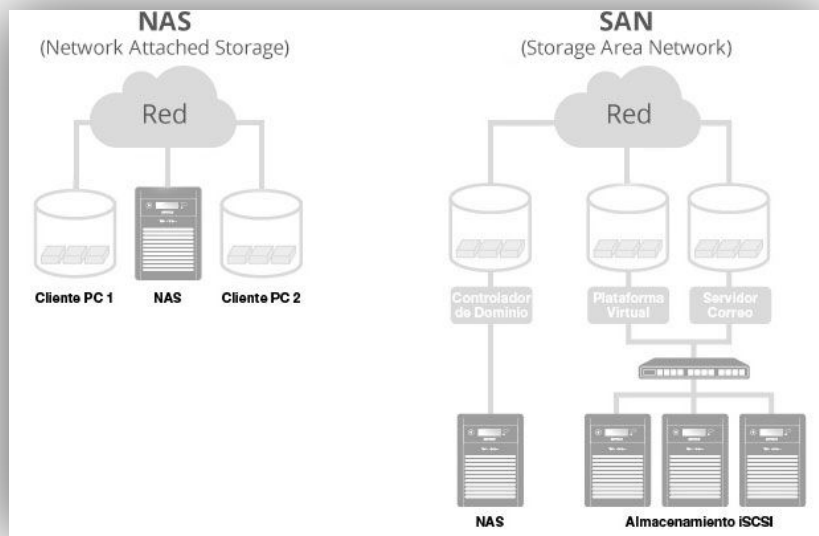 NAS
(Network Attached Storage)
Red
Cliente PC 1
NAS
Cliente PC 2
SAN
(Storage Area Network)
Red
Controlador
de Dominio
Plataforma
Virtual
Servidor
Correo
NAS
Almacenamiento iSCSI